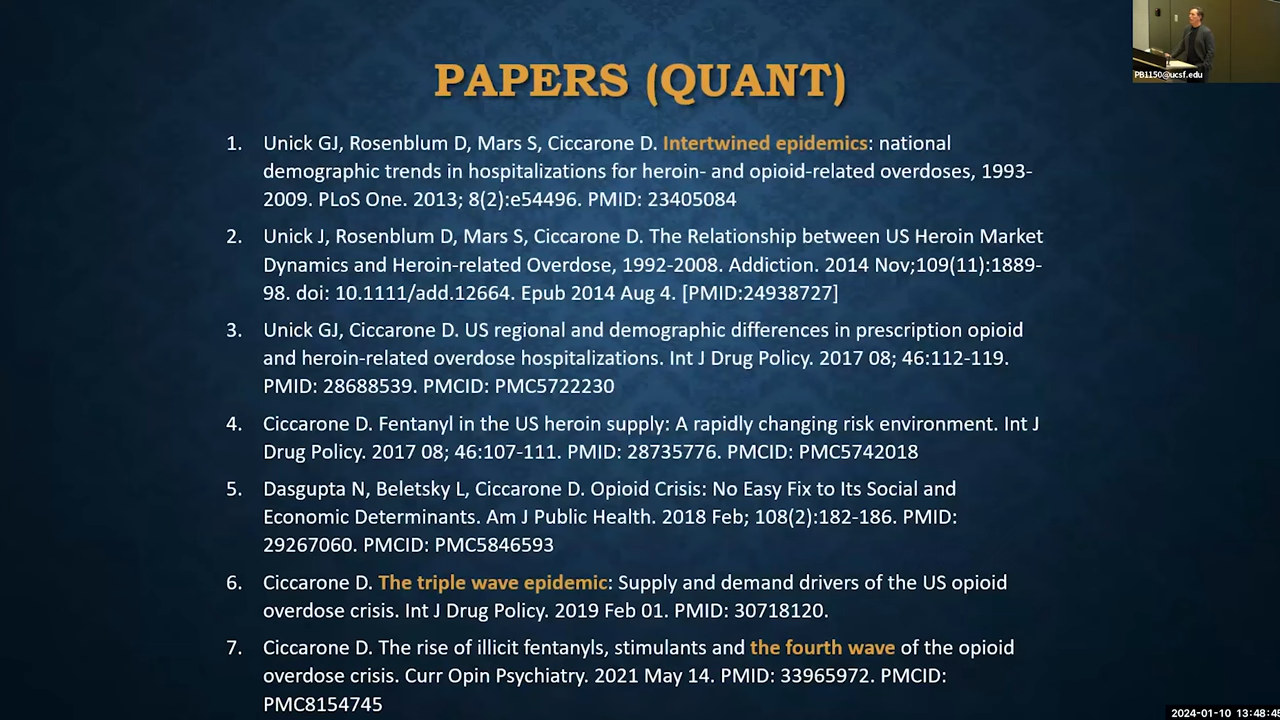 PB1150@ucsf.edu
PAPERS (QUANT)
1. Unick GJ, Rosenblum D, Mars S, Ciccarone D. Intertwined epidemics: national
demographic trends in hospitalizations for heroin- and opioid-related overdoses, 1993-
2009. PLoS One. 2013; 8(2):e54496. PMID: 23405084
2. Unick J, Rosenblum D, Mars S, Ciccarone D. The Relationship between US Heroin Market
Dynamics and Heroin-related Overdose, 1992-2008. Addiction. 2014 Nov;109(11):1889-
98. doi: 10.1111/add.12664. Epub 2014 Aug 4. [PMID:24938727]
3. Unick GJ, Ciccarone D. US regional and demographic differences in prescription opioid
and heroin-related overdose hospitalizations. Int J Drug Policy. 2017 08; 46:112-119.
PMID: 28688539. PMCID: PMC5722230
4. Ciccarone D. Fentanyl in the US heroin supply: A rapidly changing risk environment. Int J
Drug Policy. 2017 08; 46:107-111. PMID: 28735776. PMCID: PMC5742018
5. Dasgupta N, Beletsky L, Ciccarone D. Opioid Crisis: No Easy Fix to Its Social and
Economic Determinants. Am J Public Health. 2018 Feb; 108(2):182-186. PMID:
29267060. PMCID: PMC5846593
6. Ciccarone D. The triple wave epidemic: Supply and demand drivers of the US opioid
overdose crisis. Int J Drug Policy. 2019 Feb 01. PMID: 30718120.
7. Ciccarone D. The rise of illicit fentanyls, stimulants and the fourth wave of the opioid
overdose crisis. Curr Opin Psychiatry. 2021 May 14. PMID: 33965972. PMCID:
PMC8154745
2024-01-10 13:48:45